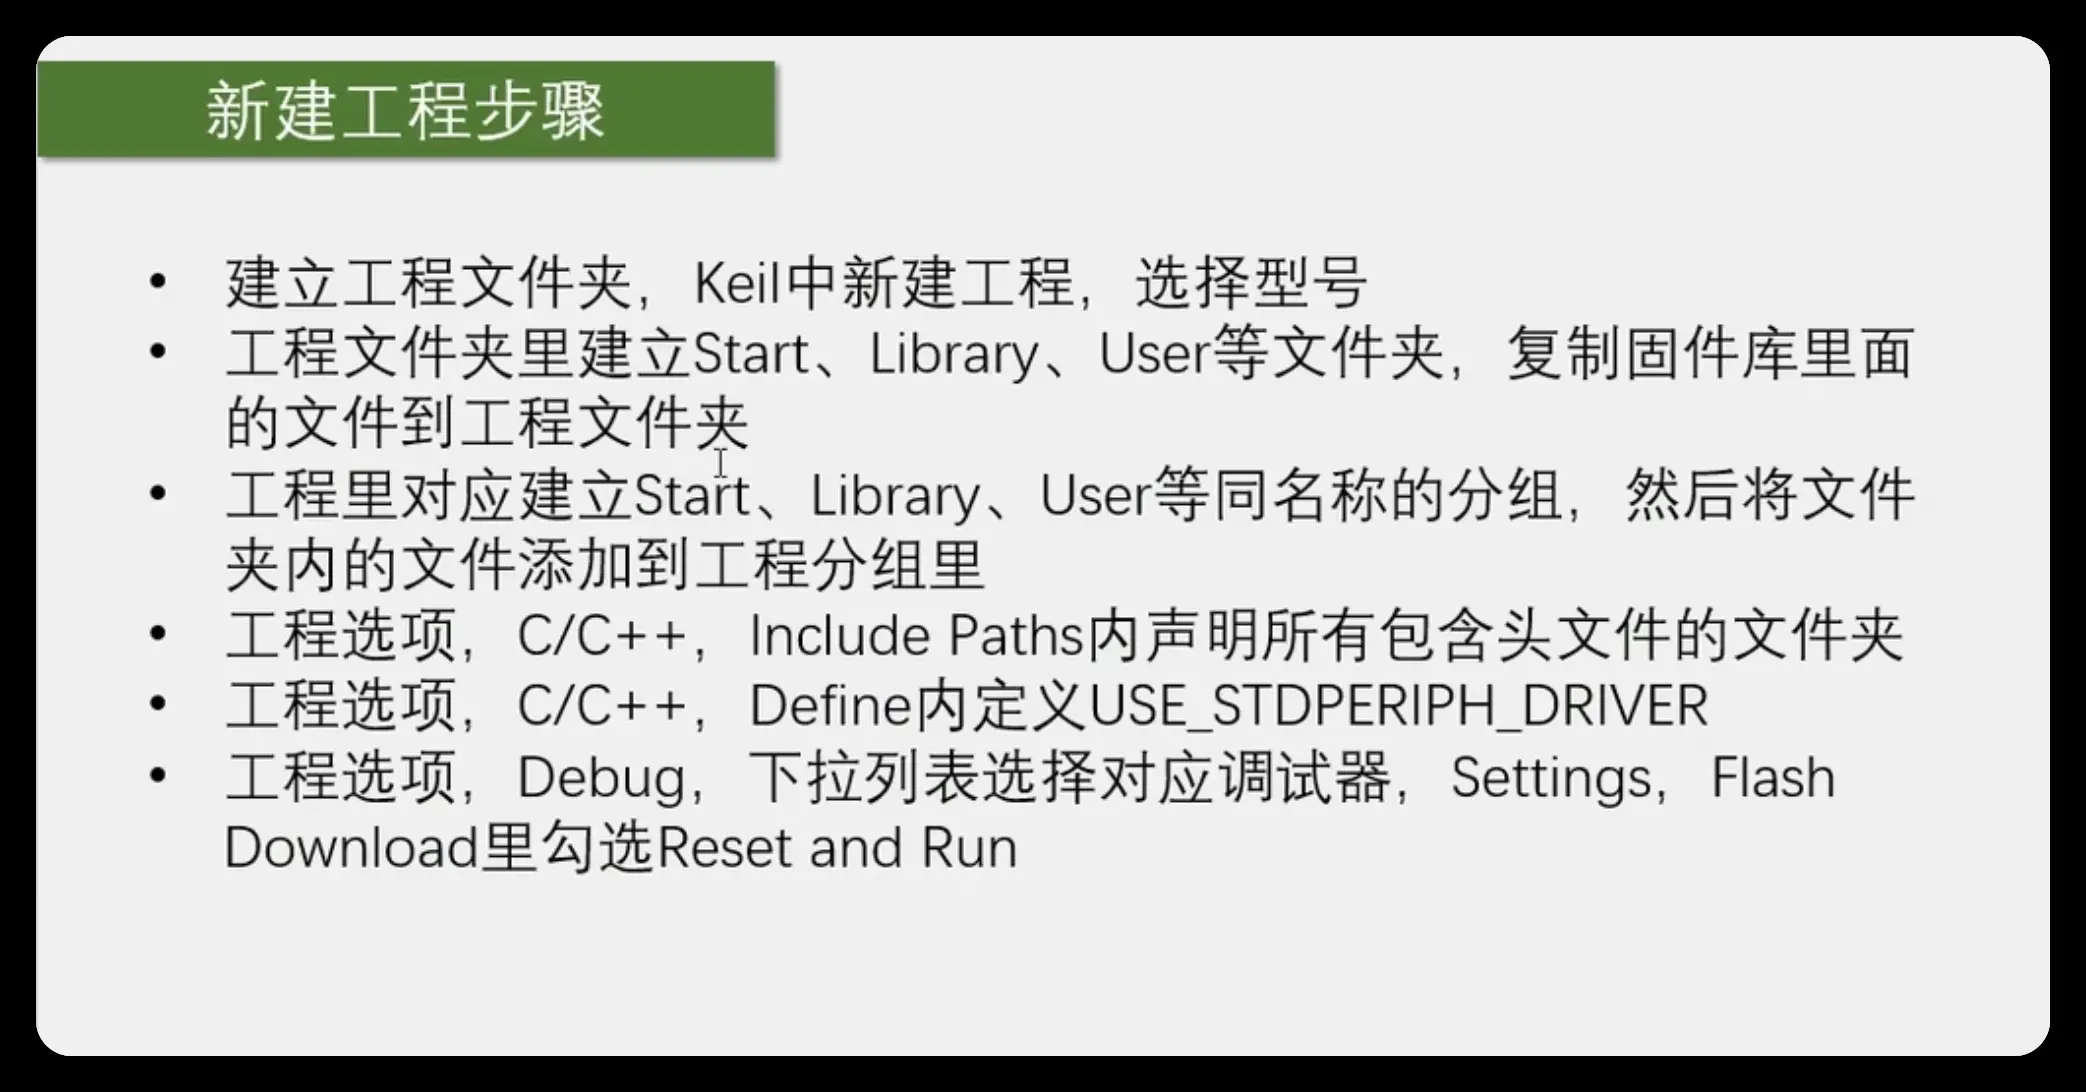 新建工程步骤
• 建立工程文件夹，Keil中新建工程，选择型号
• 工程文件夹里建立Start、Library、User等文件夹，复制固件库里面
的文件到工程文件夹
• 工程里对应建立Start、Library、User等同名称的分组，然后将文件
夹内的文件添加到工程分组里
• 工程选项，C/C++，Include Paths内声明所有包含头文件的文件夹
• 工程选项，C/C++，Define内定义USE_STDPERIPH_DRIVER
• 工程选项，Debug，下拉列表选择对应调试器，Settings，Flash
Download里勾选Reset and Run